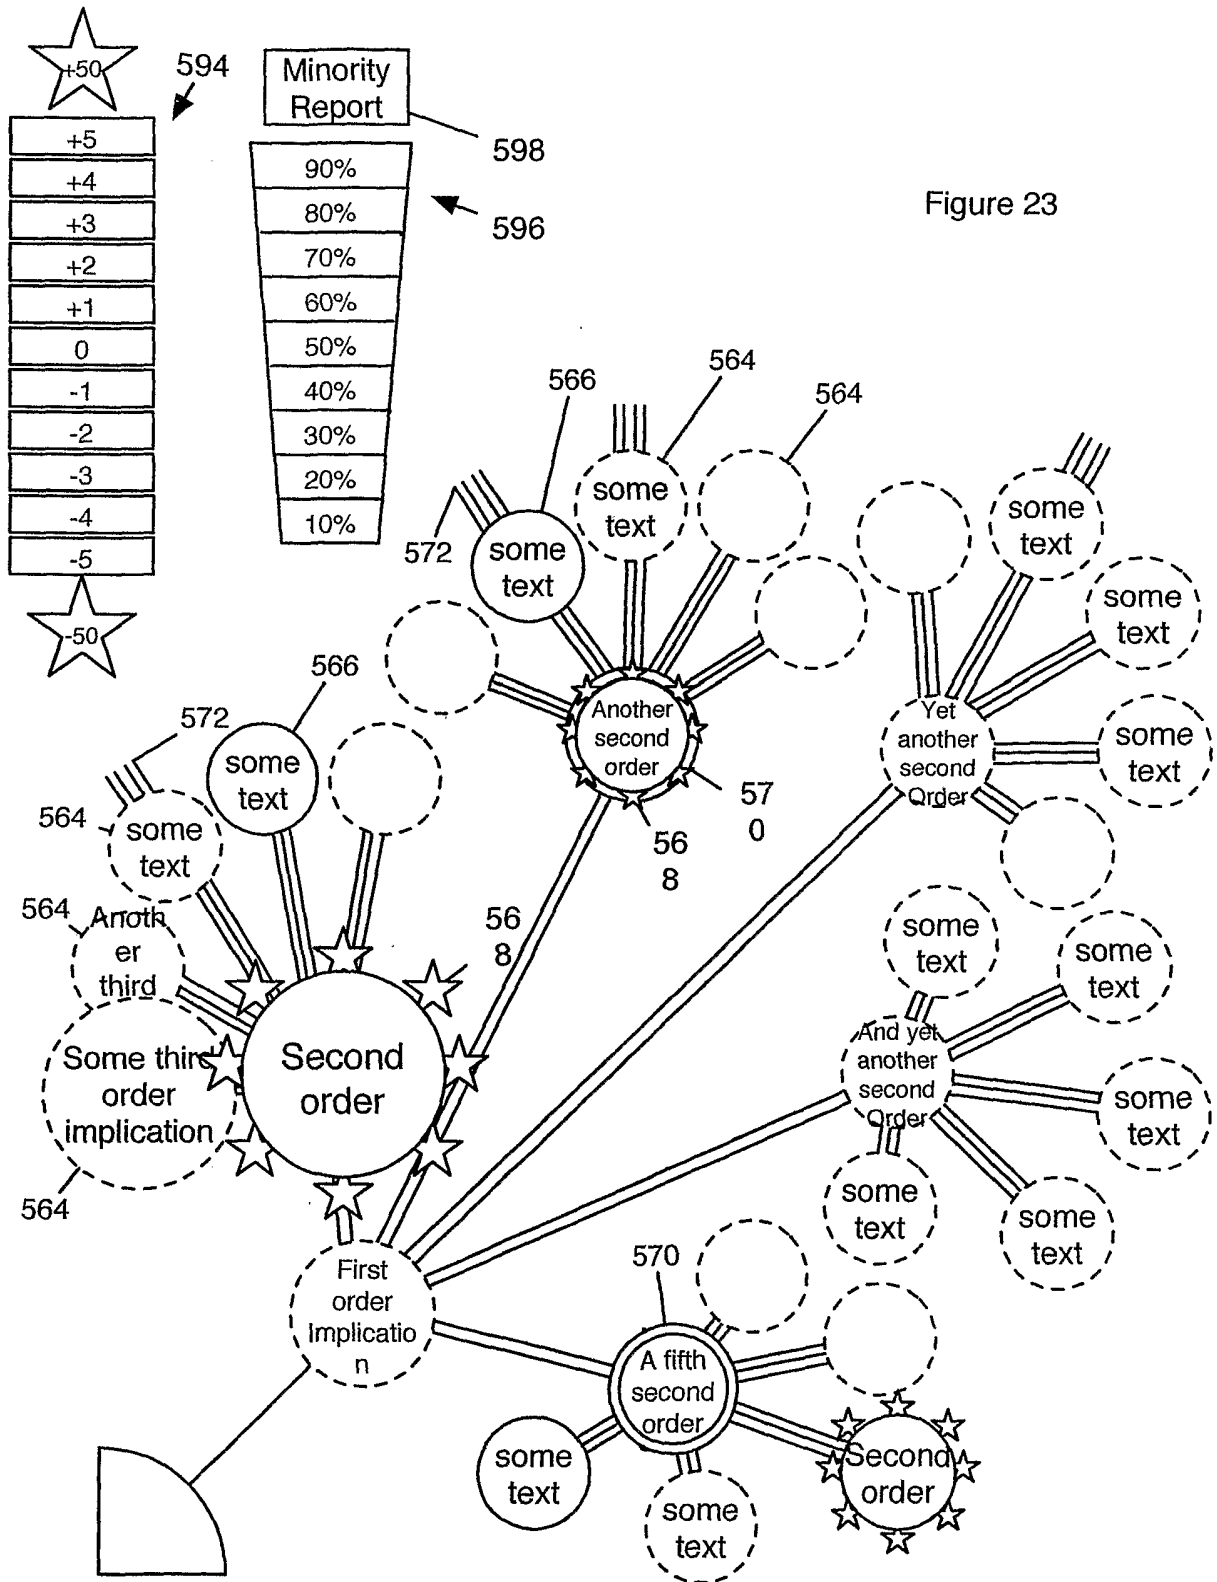 +50
594
+5
+4
+3
+2
+1
0
-1
-2
-3
-4
-5
-50
Minority
Report
598
90%
80%
70%
60%
50%
40%
30%
20%
10%
596
Figure 23
566
564
564
572
some
text
some
text
some
text
some
text
some
text
Another
second
order
57
0
56
8
Yet
another
second
Order
566
572
some
text
564
some
text
564
Anoth
er
third
Some third
order
implication
564
Second
order
56
8
some
text
some
text
And yet
another
second
Order
some
text
some
text
some
text
First
order
Implicatio
n
570
A fifth
second
order
some
text
some
text
Second
order